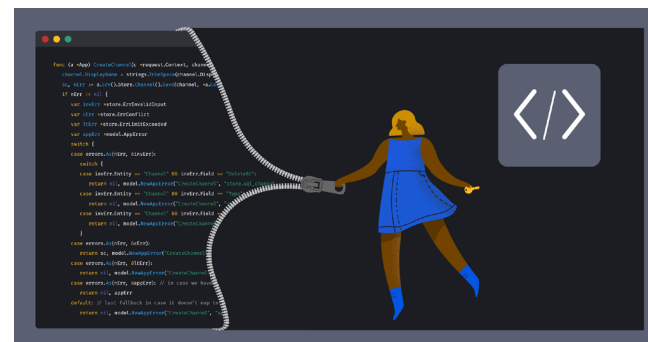 func (a *App) CreateChannel(c *request.Context, channe
channel.DisplayName = strings.TrimSpace(channel.Disp
sc, nErr := a.Srv().Store.Channel().Save(channel, *a.C
if nErr != nil {
var invErr *store.ErrInvalidInput
var cErr *store.ErrConflict
var ltErr *store.ErrLimitExceeded
var appErr *model.AppError
switch {
case errors.As(nErr, &invErr):
switch {
case invErr.Entity == "Channel" && invErr.Field == "DeleteAt":
return nil, model.NewAppError("CreateChannel", "store.sql_chann
case invErr.Entity == "Channel" && invErr.Field == "Type
return nil, model.NewAppError("CreateChannel",
case invErr.Entity == "Channel" && invErr.Field =
return nil, model.NewAppError("CreateChannel"
}
case errors.As(nErr, &cErr):
return sc, model.NewAppError("CreateChannel
case errors.As(nErr, &ltErr):
return nil, model.NewAppError("CreateChannel
case errors.As(nErr, &appErr): // in case we have
return nil, appErr
default: // last fallback in case it doesn't map to
return nil, model.NewAppError("CreateChannel",